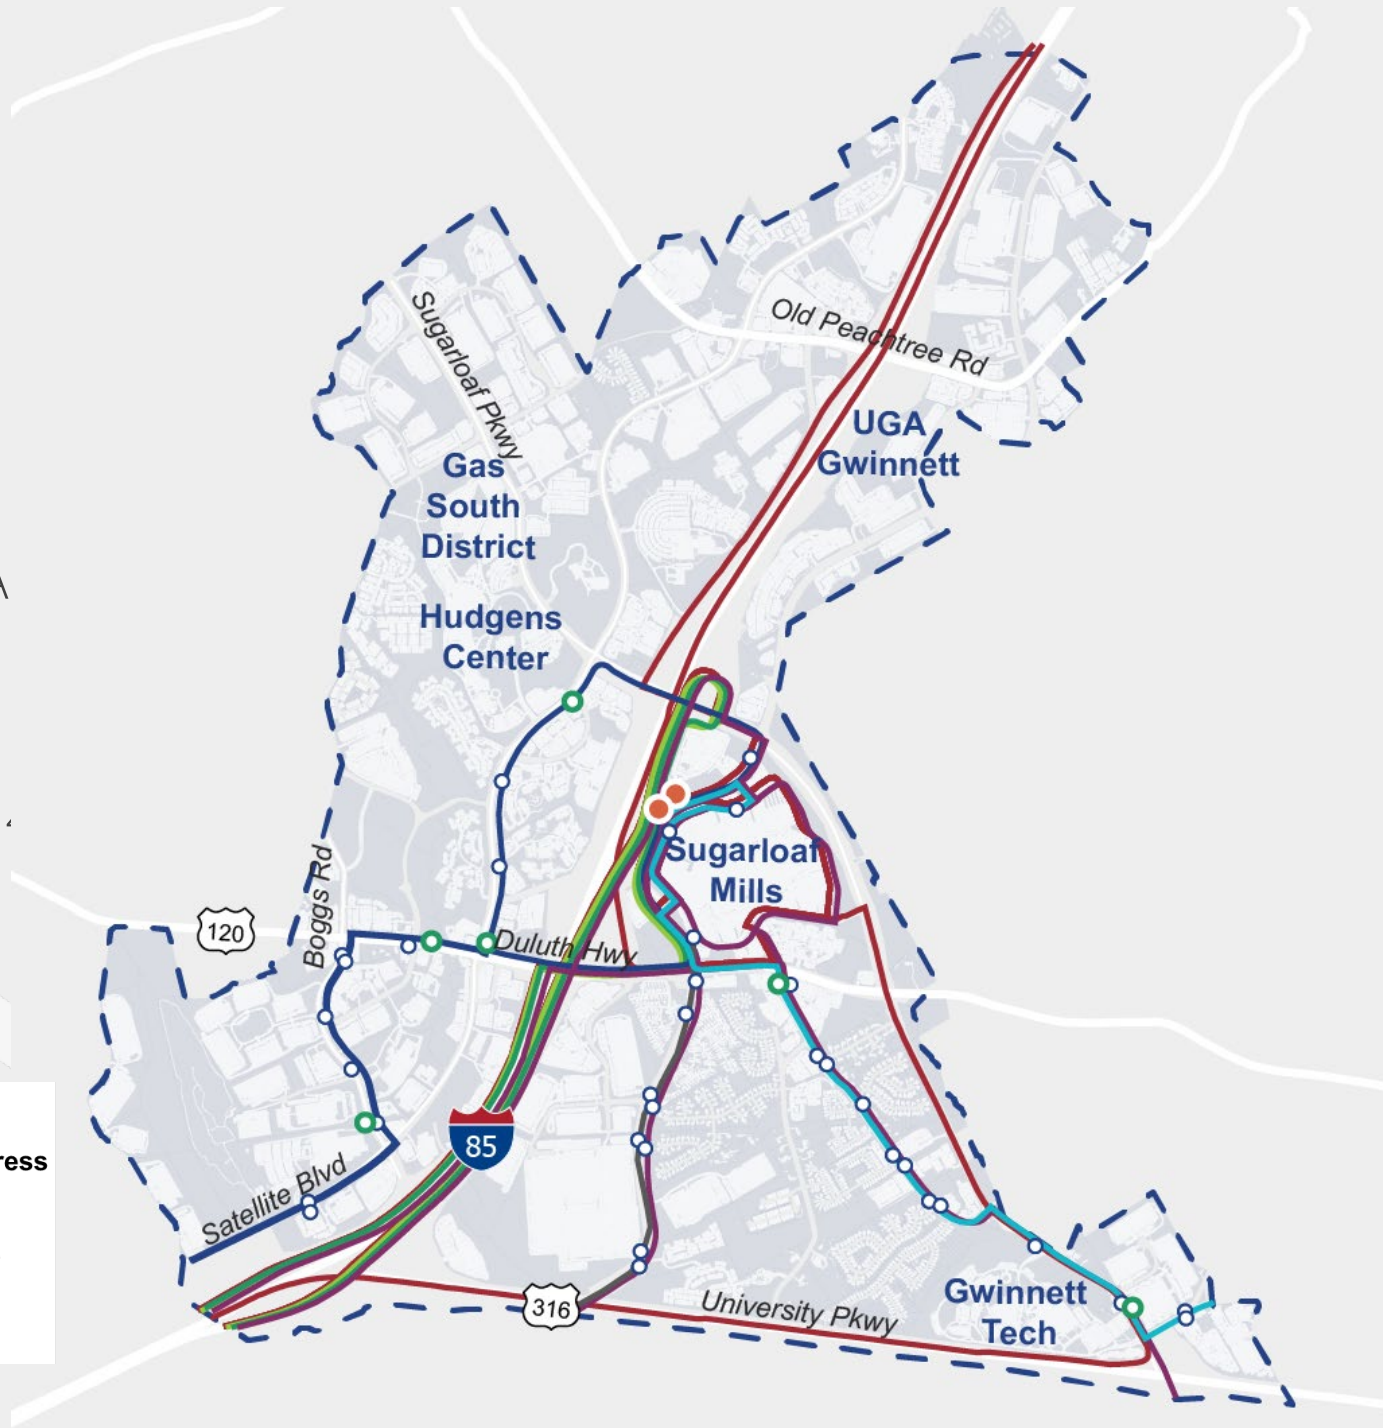 Old Peachtree Rd
Sugarloaf Pkwy
UGA
Gwinnett
Gas
South
District
Hudgens
Center
Sugarloaf
Mills
Boggs Rd
120
Duluth Hwy
85
ress
Satellite Blvd
Gwinnett
Tech
316
University Pkwy